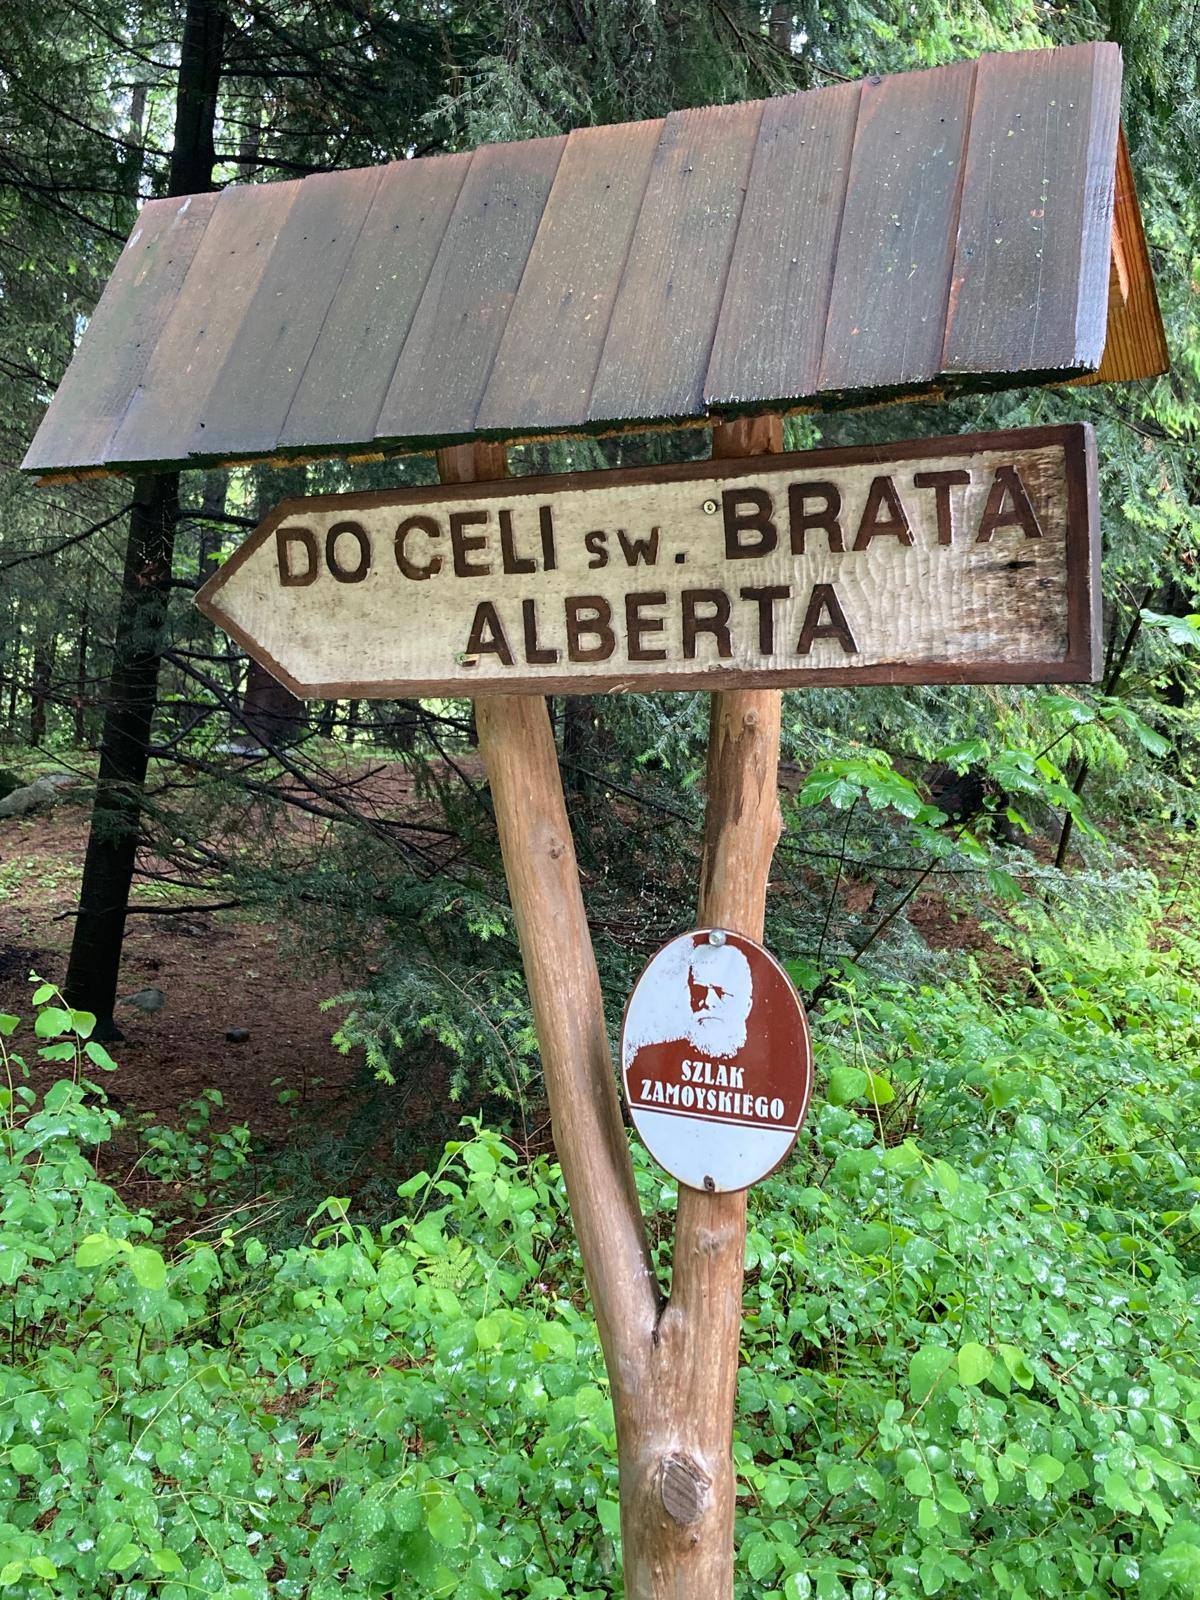 DO CELI SW. BRATA
ALBERTA
SZLAK
ZAMOYSKIEGO